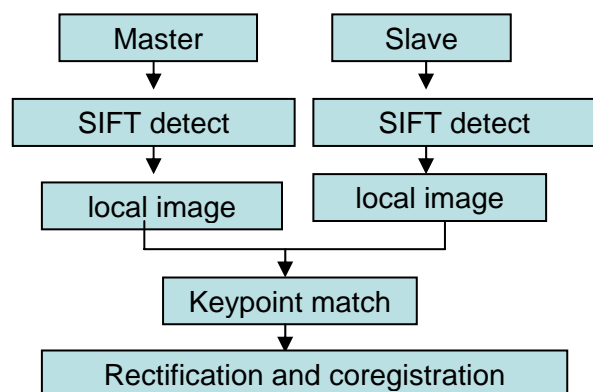 Master
Slave
SIFT detect
SIFT detect
local image
local image
Keypoint match
Rectification and coregistration